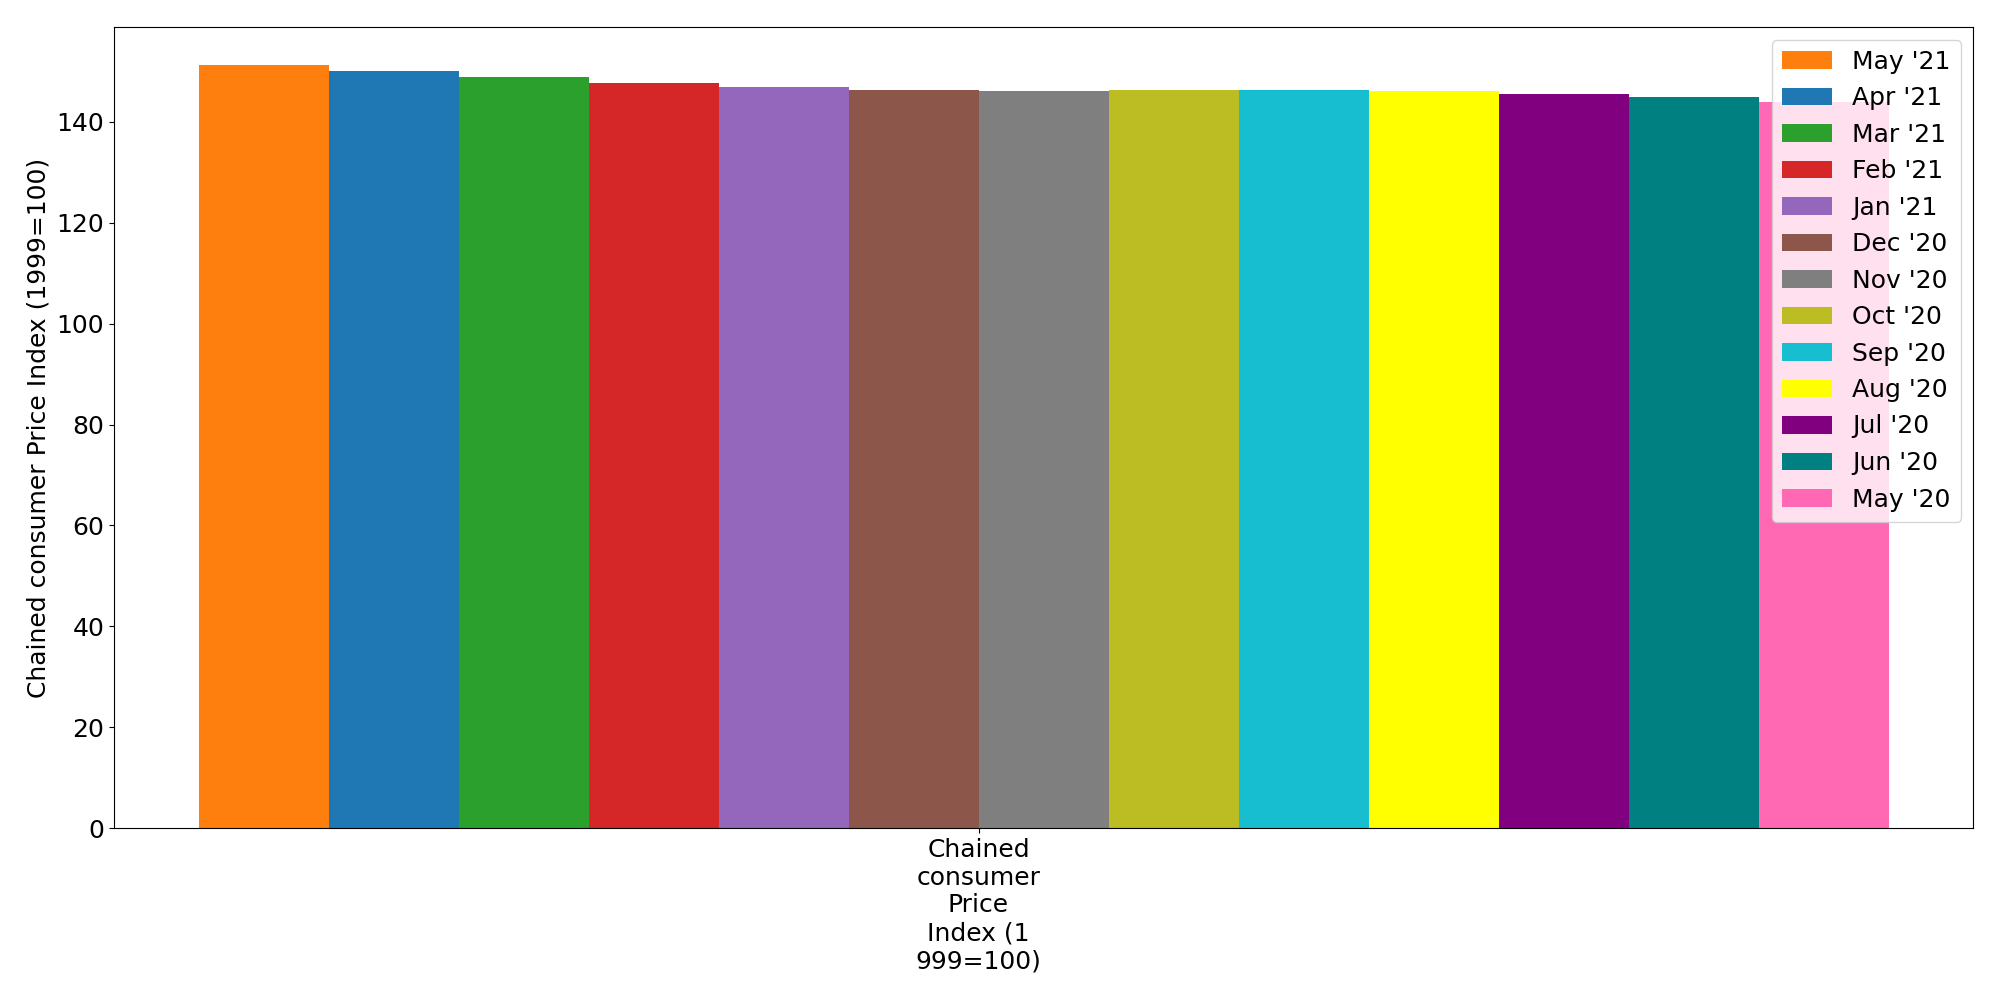 Chained consumer Price Index (1999=100)
140
120
100
80
60
40
20
0
May '21
Apr '21
Mar '21
Feb '21
Jan '21
Dec '20
Nov '20
Oct '20
Sep '20
Aug '20
Jul '20
Jun '20
May '20
Chained
consumer
Price
Index (1
999=100)